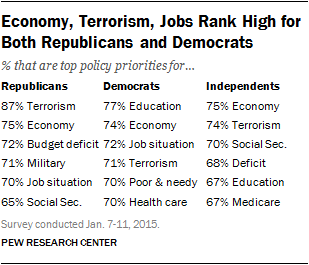 Economy, Terrorism, Jobs Rank High for
Both Republicans and Democrats
% that are top policy priorities for...
Republicans Democrats Independents
87% Terrorism 77% Education 75% Economy
75% Economy 74% Economy 74% Terrorism
72% Budget deficit 72% Job situation 70% Social Sec.
71% Military 71% Terrorism 68% Deficit
70% Job situation 70% Poor & needy 67% Education
65% Social Sec. 70% Health care 67% Medicare
Survey conducted Jan. 7-11, 2015.
PEW RESEARCH CENTER